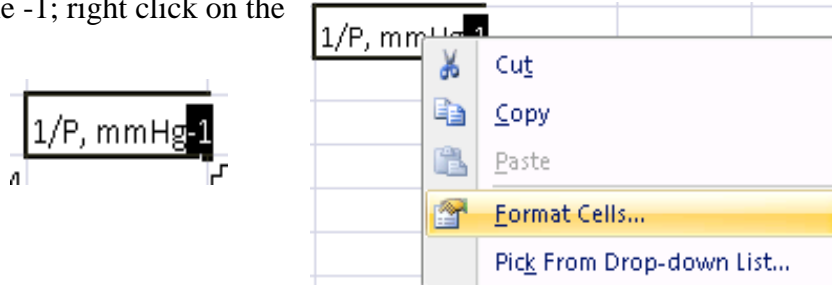 e -1; right click on the
1/P, mmHg-1
1/P, mmHg-1
Cut
Copy
Paste
Format Cells...
Pick From Drop-down List...